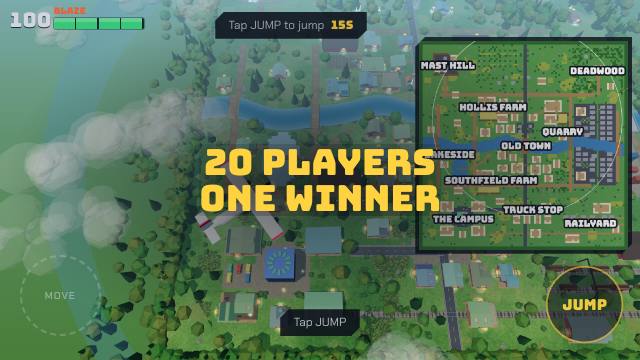 100
BLAZE
Tap JUMP to jump 15S
MAST HILL
DEADWOOD
HOLLIS FARM
QUARRY
OLD TOWN
AKESIDE
SOUTHFIELD FARM
TRUCK STOP
THE CAMPUS
RAILYARD
20 PLAYERS
ONE WINNER
MOVE
JUMP
Tap JUMP